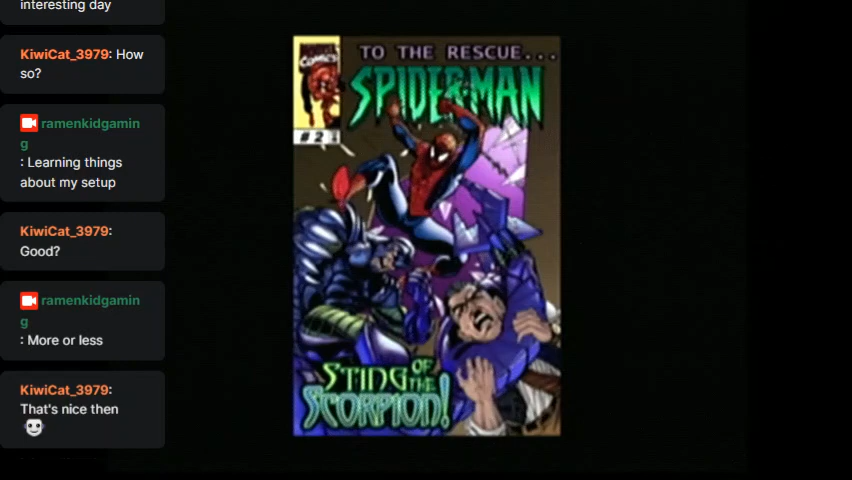 interesting day
KiwiCat_3979: How
so?
ramenkidgamin
g
: Learning things
about my setup
KiwiCat_3979:
Good?
ramenkidgamin
g
: More or less
KiwiCat_3979:
That's nice then
MARVEL
COMICS
TO THE RESCUE...
SPIDER-MAN
#2
STING OF THE
SCORPION!